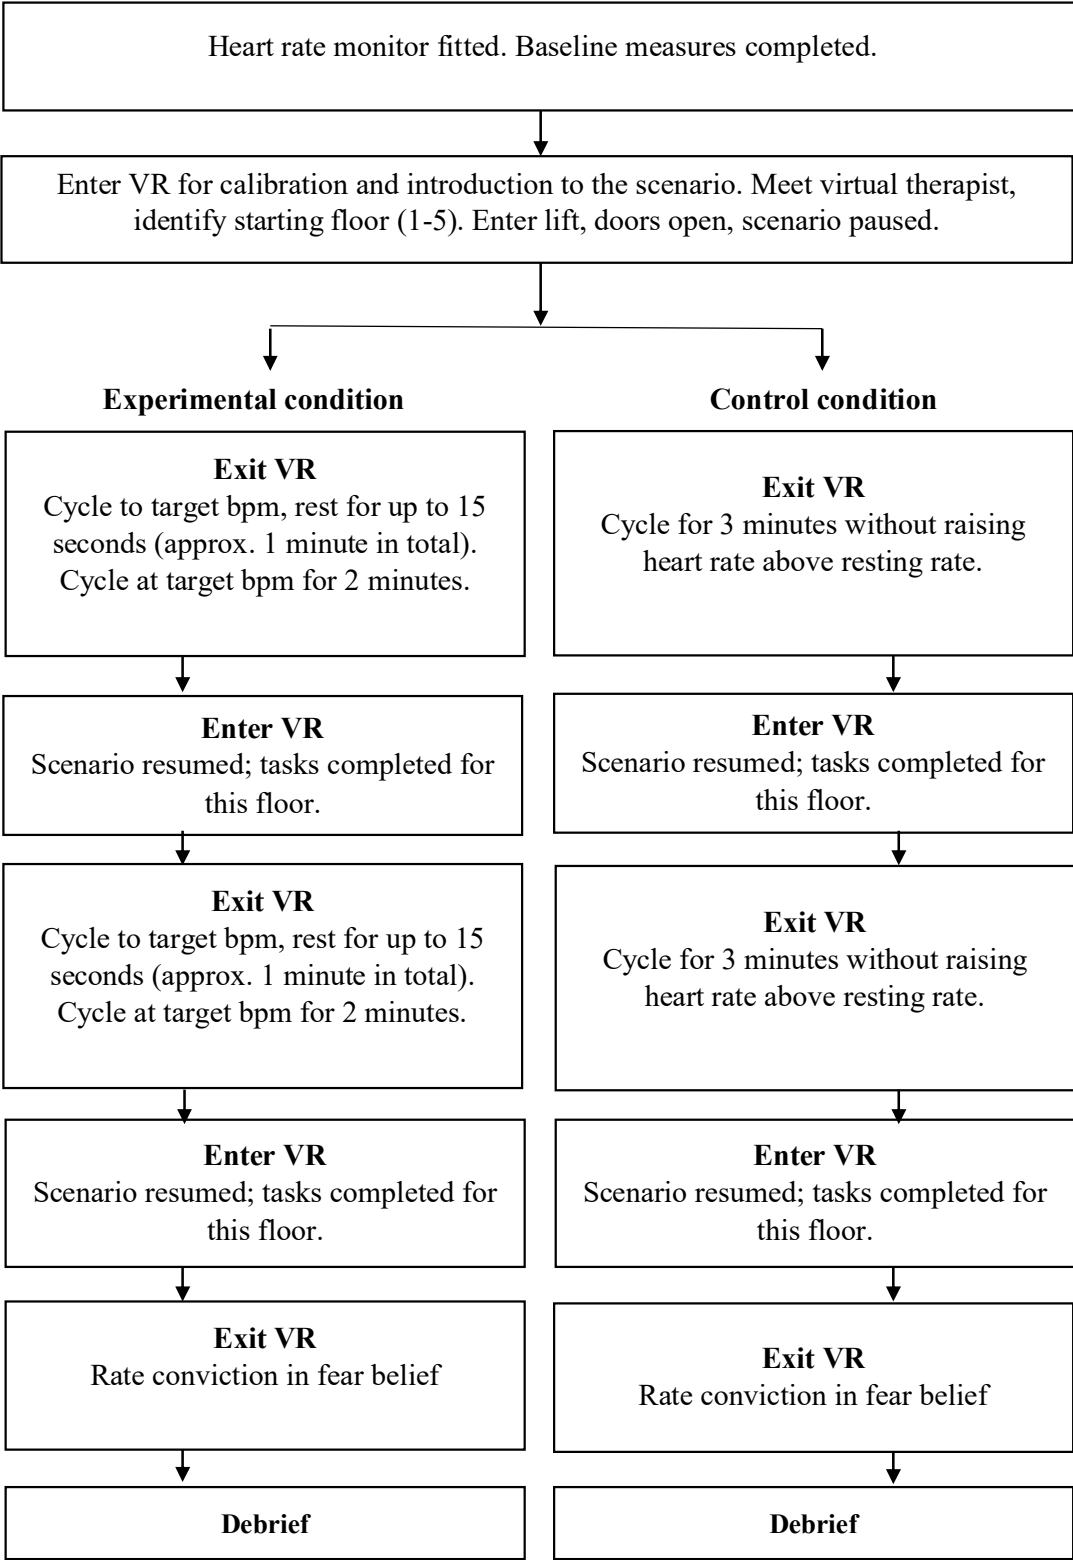 Heart rate monitor fitted. Baseline measures completed.
Enter VR for calibration and introduction to the scenario. Meet virtual therapist,
identify starting floor (1-5). Enter lift, doors open, scenario paused.
Experimental condition
Control condition
Exit VR
Cycle to target bpm, rest for up to 15
seconds (approx. 1 minute in total).
Cycle at target bpm for 2 minutes.
Exit VR
Cycle for 3 minutes without raising
heart rate above resting rate.
Enter VR
Scenario resumed; tasks completed for
this floor.
Enter VR
Scenario resumed; tasks completed for
this floor.
Exit VR
Cycle to target bpm, rest for up to 15
seconds (approx. 1 minute in total).
Cycle at target bpm for 2 minutes.
Exit VR
Cycle for 3 minutes without raising
heart rate above resting rate.
Enter VR
Scenario resumed; tasks completed for
this floor.
Enter VR
Scenario resumed; tasks completed for
this floor.
Exit VR
Rate conviction in fear belief
Exit VR
Rate conviction in fear belief
Debrief
Debrief